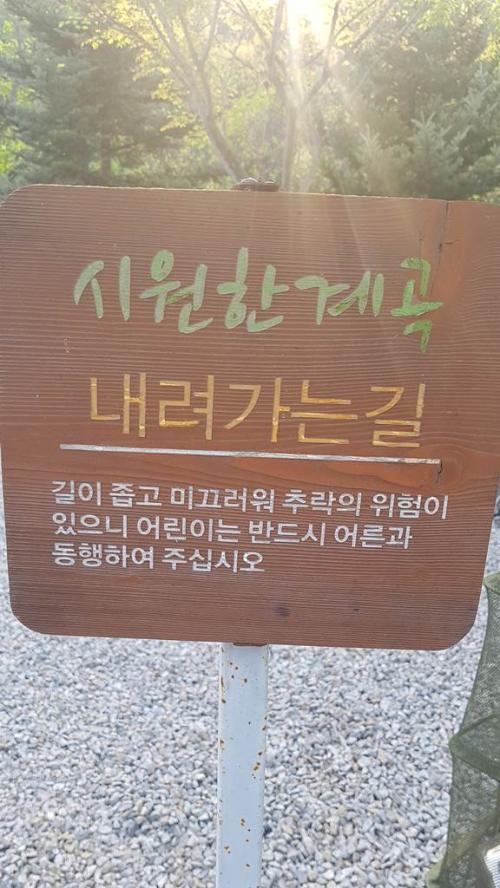 시원한계곡
내려가는길
길이 좁고 미끄러워 추락의 위험이
있으니 어린이는 반드시 어른과
동행하여 주십시오